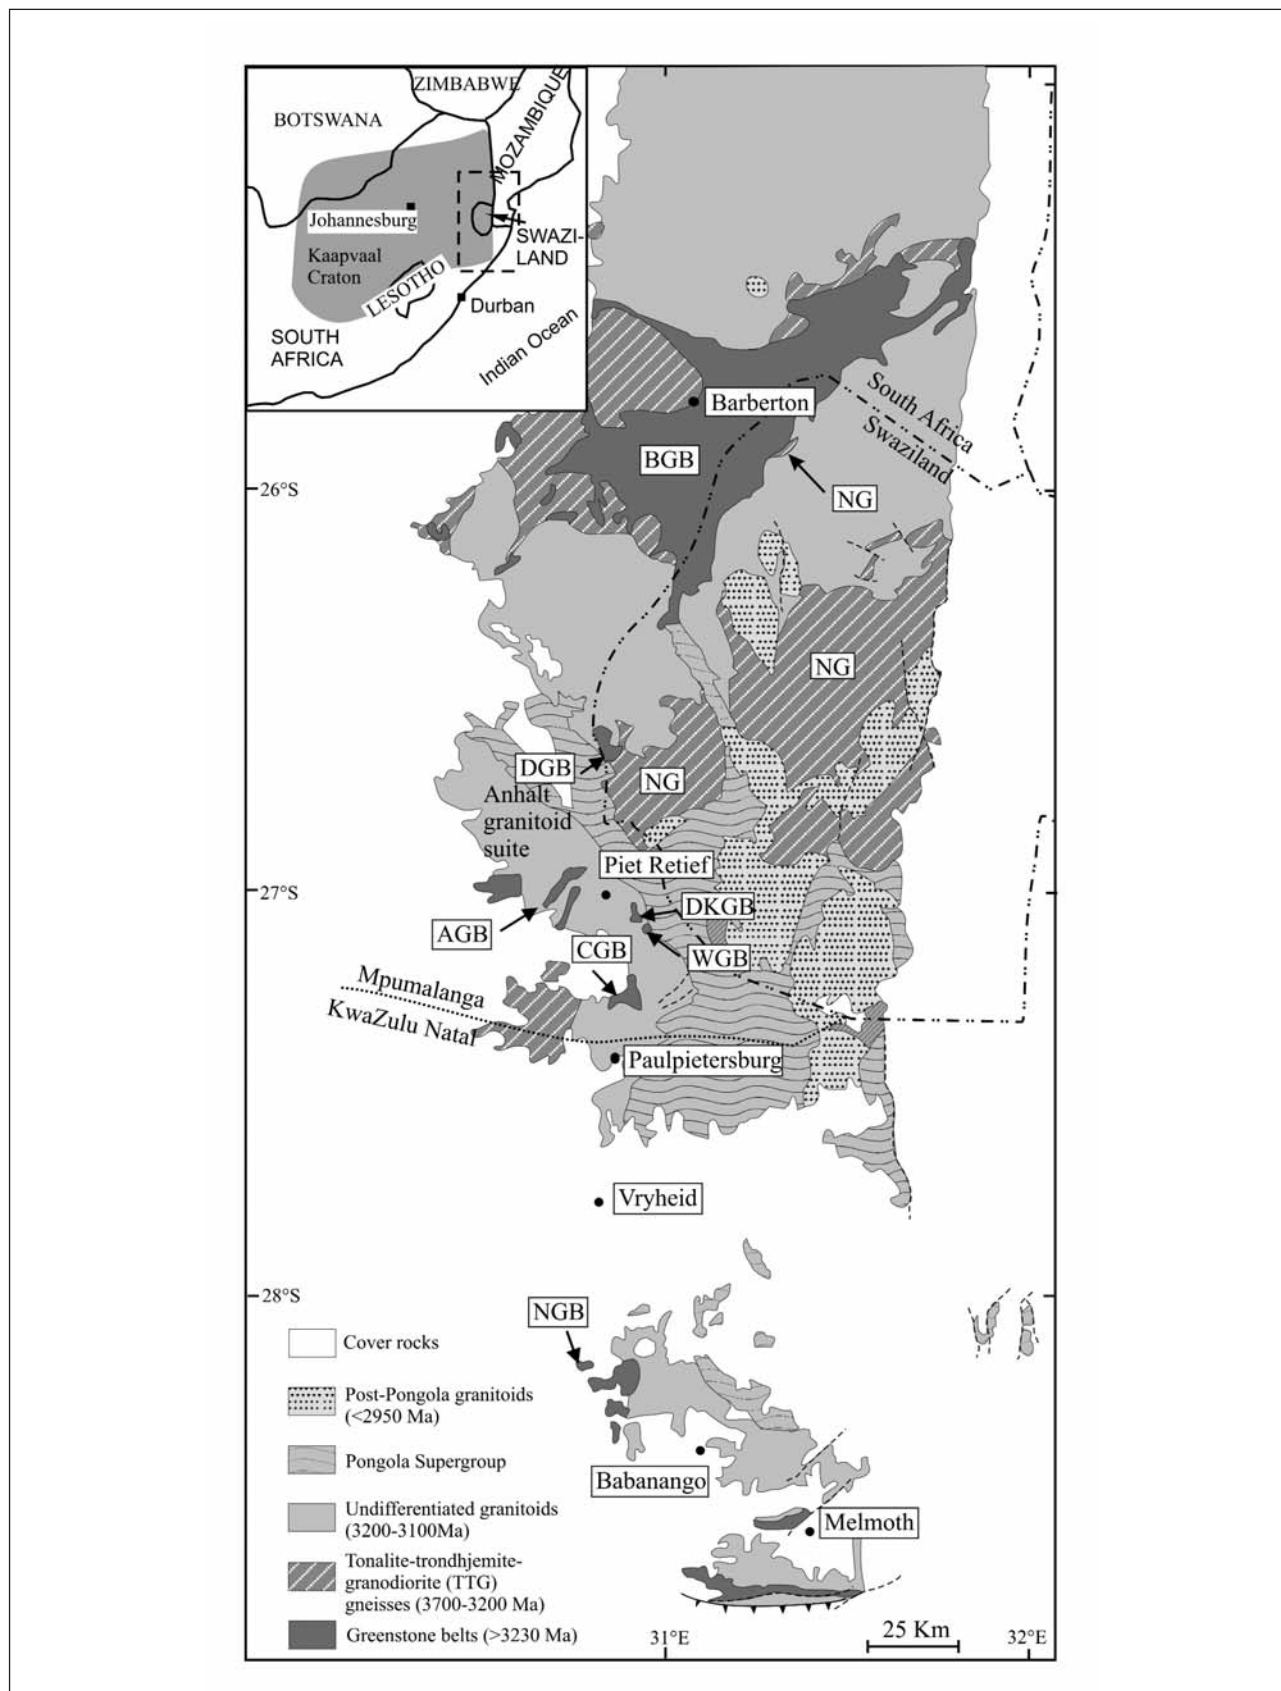 ZIMBABWE
BOTSWANA
MOZAMBIQUE
Johannesburg
Kaapvaal
Craton
SWAZI-
LAND
LESOTHO
Durban
SOUTH
AFRICA
Indian Ocean
Barberton
South Africa
Swaziland
BGB
NG
26°S
NG
DGB
NG
Anhalt
granitoid
suite
Piet Retief
27°S
DKGB
AGB
CGB
WGB
Mpumalanga
KwaZulu Natal
Paulpietersburg
Vryheid
28°S
NGB
Cover rocks
Post-Pongola granitoids
(<2950 Ma)
Pongola Supergroup
Babanango
Undifferentiated granitoids
(3200-3100Ma)
Melmoth
Tonalite-trondhjemite-
granodiorite (TTG)
gneisses (3700-3200 Ma)
Greenstone belts (>3230 Ma)
25 Km
31°E
32°E